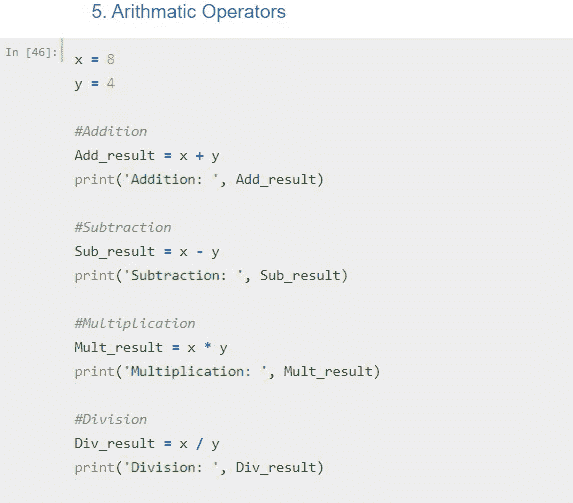 5. Arithmatic Operators
In [46]:
x = 8
y = 4
#Addition
Add_result = x + y
print('Addition: ', Add_result)
#Subtraction
Sub_result = x - y
print('Subtraction: ', Sub_result)
#Multiplication
Mult_result = x * y
print('Multiplication: ', Mult_result)
#Division
Div_result = x / y
print('Division: ', Div_result)